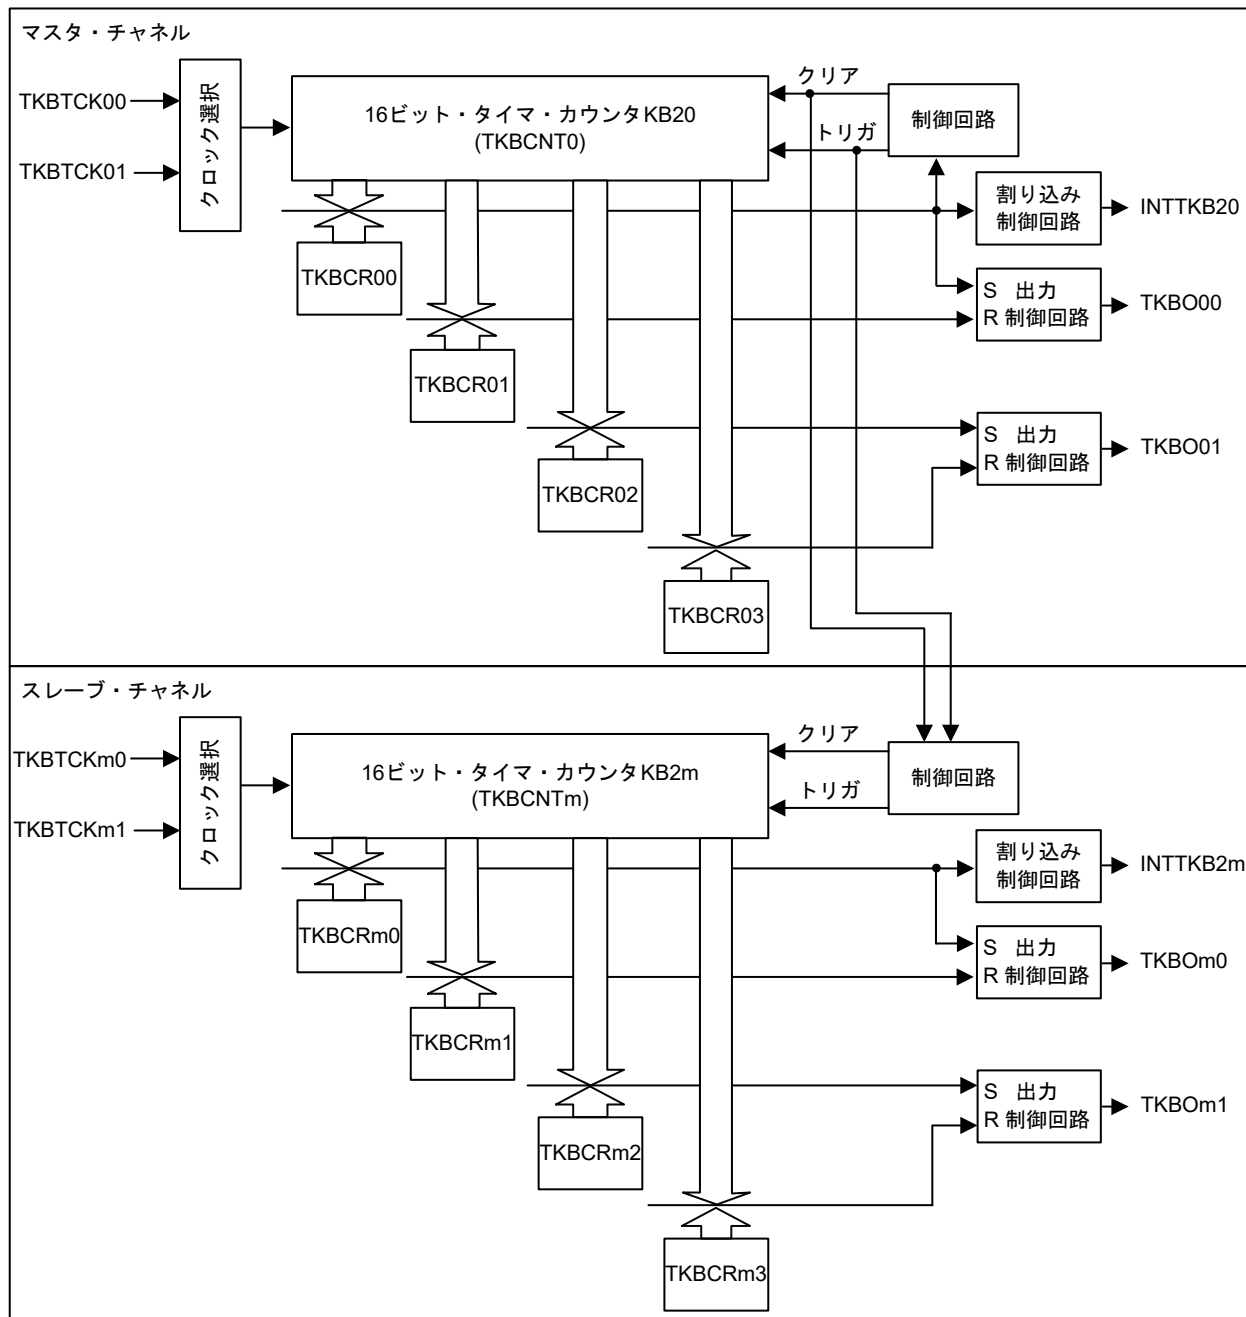 マスタ・チャネル
TKBTCK00
TKBTCK01
クロック選択
16ビット・タイマ・カウンタKB20
(TKBCNT0)
クリア
トリガ
制御回路
割り込み
制御回路
INTTKB20
TKBCR00
S 出力
R 制御回路
TKBO00
TKBCR01
S 出力
R 制御回路
TKBO01
TKBCR02
TKBCR03
スレーブ・チャネル
TKBTCKm0
TKBTCKm1
クロック選択
16ビット・タイマ・カウンタKB2m
(TKBCNTm)
クリア
トリガ
制御回路
割り込み
制御回路
INTTKB2m
TKBCRm0
S 出力
R 制御回路
TKBOm0
TKBCRm1
S 出力
R 制御回路
TKBOm1
TKBCRm2
TKBCRm3